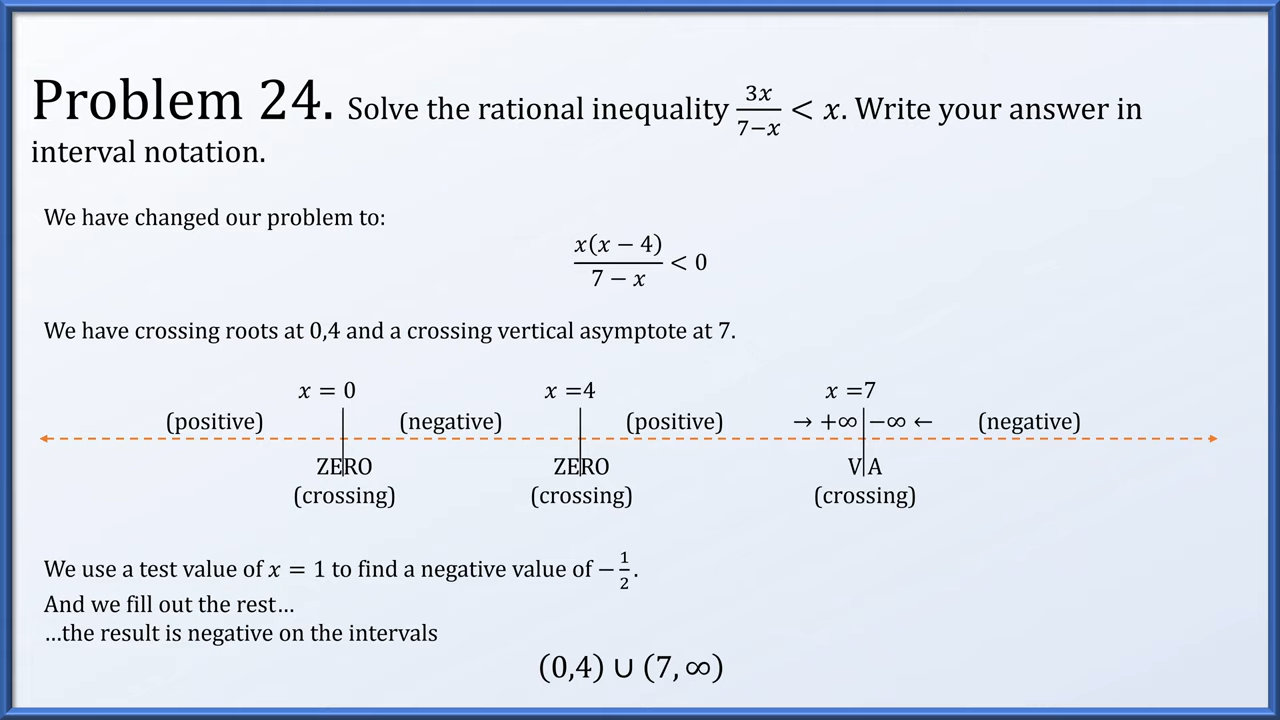 Problem 24. Solve the rational inequality 3x/(7−x) < x. Write your answer in
interval notation.
We have changed our problem to:
x(x − 4)/(7 − x) < 0
We have crossing roots at 0,4 and a crossing vertical asymptote at 7.
x = 0 x =4 x =7
(positive) (negative) (positive) → +∞ −∞ ← (negative)
ZERO ZERO VA
(crossing) (crossing) (crossing)
We use a test value of x = 1 to find a negative value of −1/2.
And we fill out the rest…
…the result is negative on the intervals
(0,4) ∪ (7, ∞)